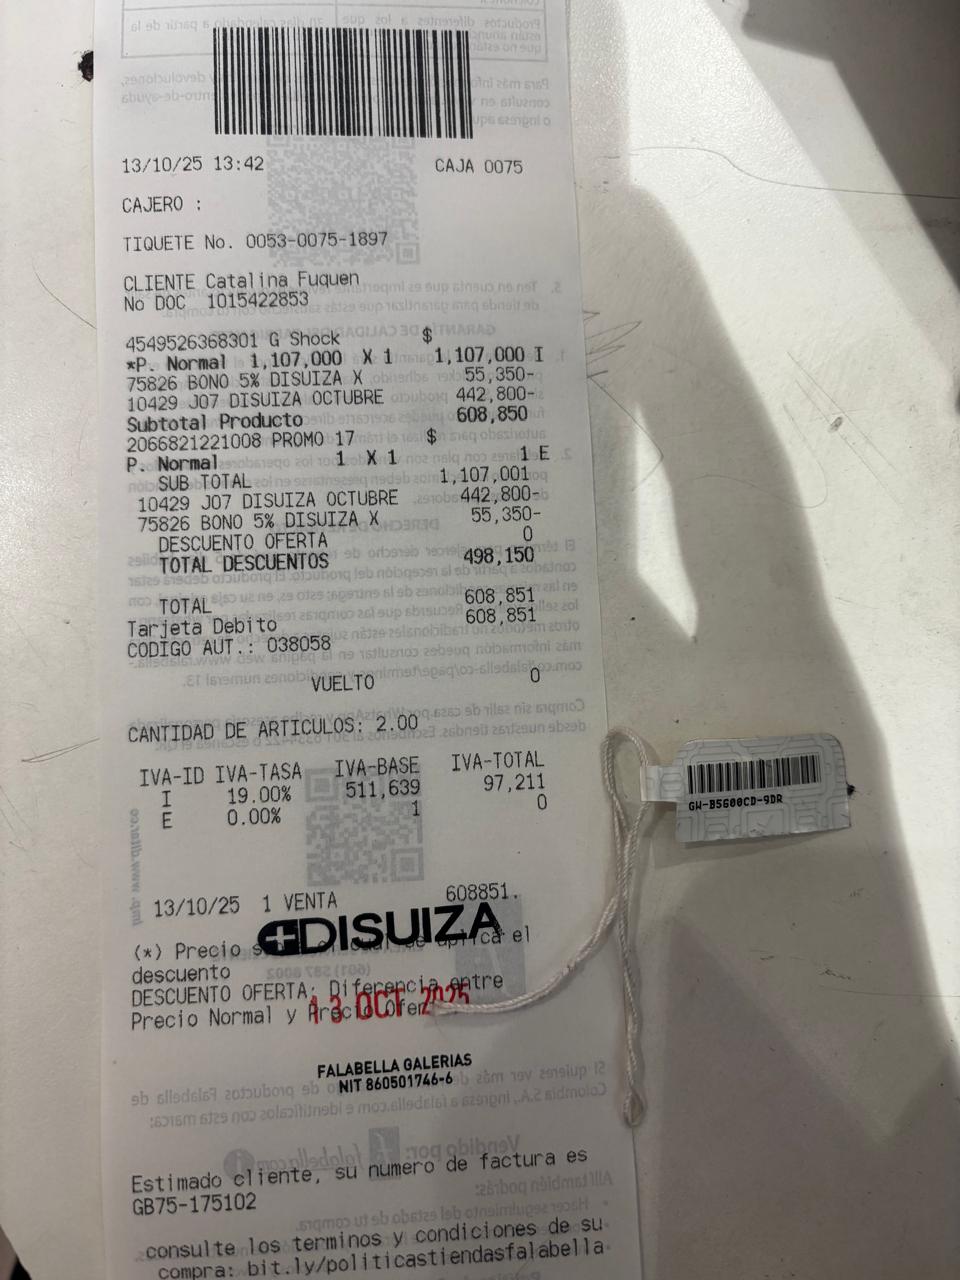 13/10/25 13:42 CAJA 0075
CAJERO :
TIQUETE No. 0053-0075-1897
CLIENTE Catalina Fuquen
No DOC 1015422853
4549526368301 G Shock $
*P. Normal 1,107,000 X 1 1,107,000 I
75826 BONO 5% DISUIZA X 55,350-
10429 J07 DISUIZA OCTUBRE 442,800-
Subtotal Producto 608,850
2066821221008 PROMO 17 $
P. Normal 1 X 1 1 E
SUB TOTAL 1,107,001
10429 J07 DISUIZA OCTUBRE 442,800-
75826 BONO 5% DISUIZA X 55,350-
DESCUENTO OFERTA 0
TOTAL DESCUENTOS 498,150
TOTAL 608,851
Tarjeta Debito 608,851
CODIGO AUT.: 038058
VUELTO 0
CANTIDAD DE ARTICULOS: 2.00
IVA-ID IVA-TASA IVA-BASE IVA-TOTAL
I 19.00% 511,639 97,211
E 0.00% 1 0
GW-B5600CD-9DR
13/10/25 1 VENTA 608851.
DISUIZA
(*) Precio aplica el
descuento
DESCUENTO OFERTA: Diferencia entre
Precio Normal y Precio Ofer
13 OCT 2025
FALABELLA GALERIAS
NIT 860501746-6
Estimado cliente, su numero de factura es
GB75-175102
consulte los terminos y condiciones de su
compra: bit.ly/politicastiendasfalabella